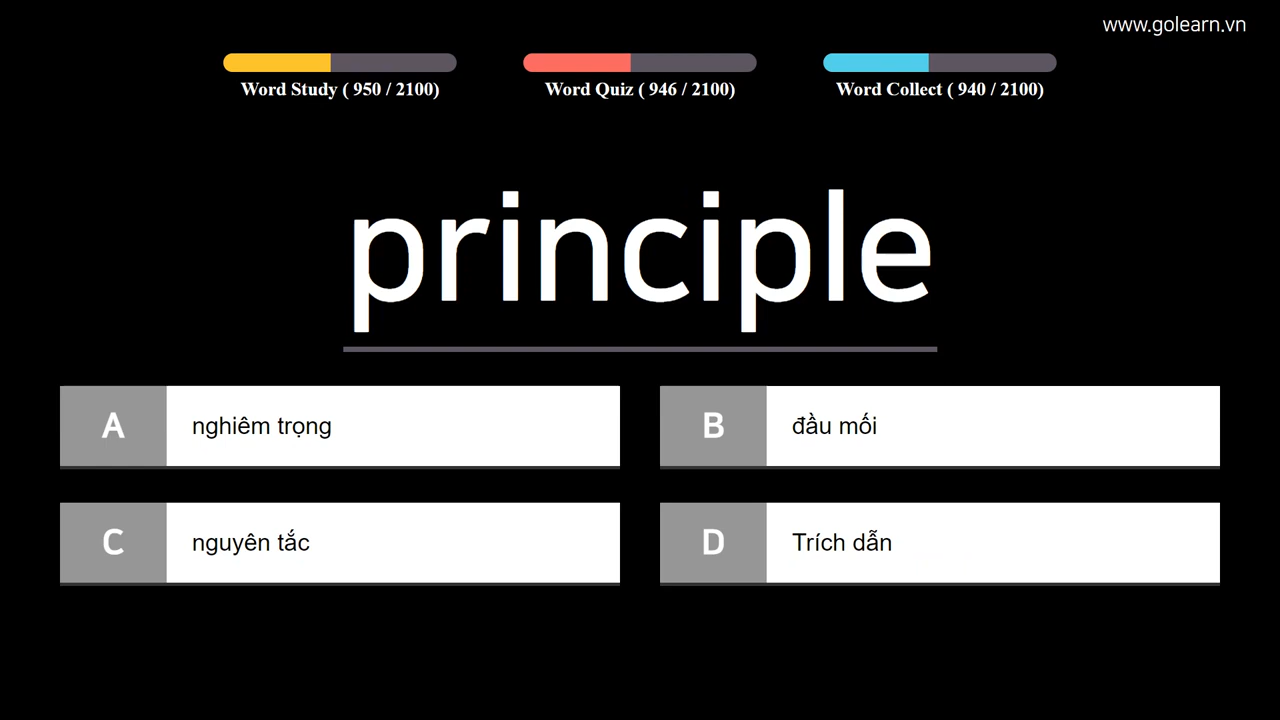 www.golearn.vn
Word Study ( 950 / 2100)
Word Quiz ( 946 / 2100)
Word Collect ( 940 / 2100)
principle
A nghiêm trọng
B đầu mối
C nguyên tắc
D Trích dẫn